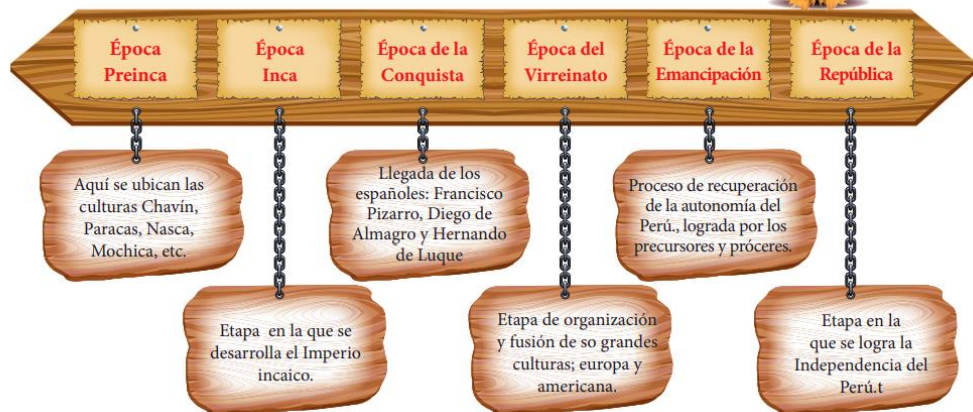 Época
Preinca
Época
Inca
Época de la
Conquista
Época del
Virreinato
Época de la
Emancipación
Época de la
República
Aquí se ubican las
culturas Chavín,
Paracas, Nasca,
Mochica, etc.
Etapa en la que se
desarrolla el Imperio
incaico.
Llegada de los
españoles: Francisco
Pizarro, Diego de
Almagro y Hernando
de Luque
Etapa de organización
y fusión de so grandes
culturas; europa y
americana.
Proceso de recuperación
de la autonomía del
Perú., lograda por los
precursores y próceres.
Etapa en la
que se logra la
Independencia del
Perú.t